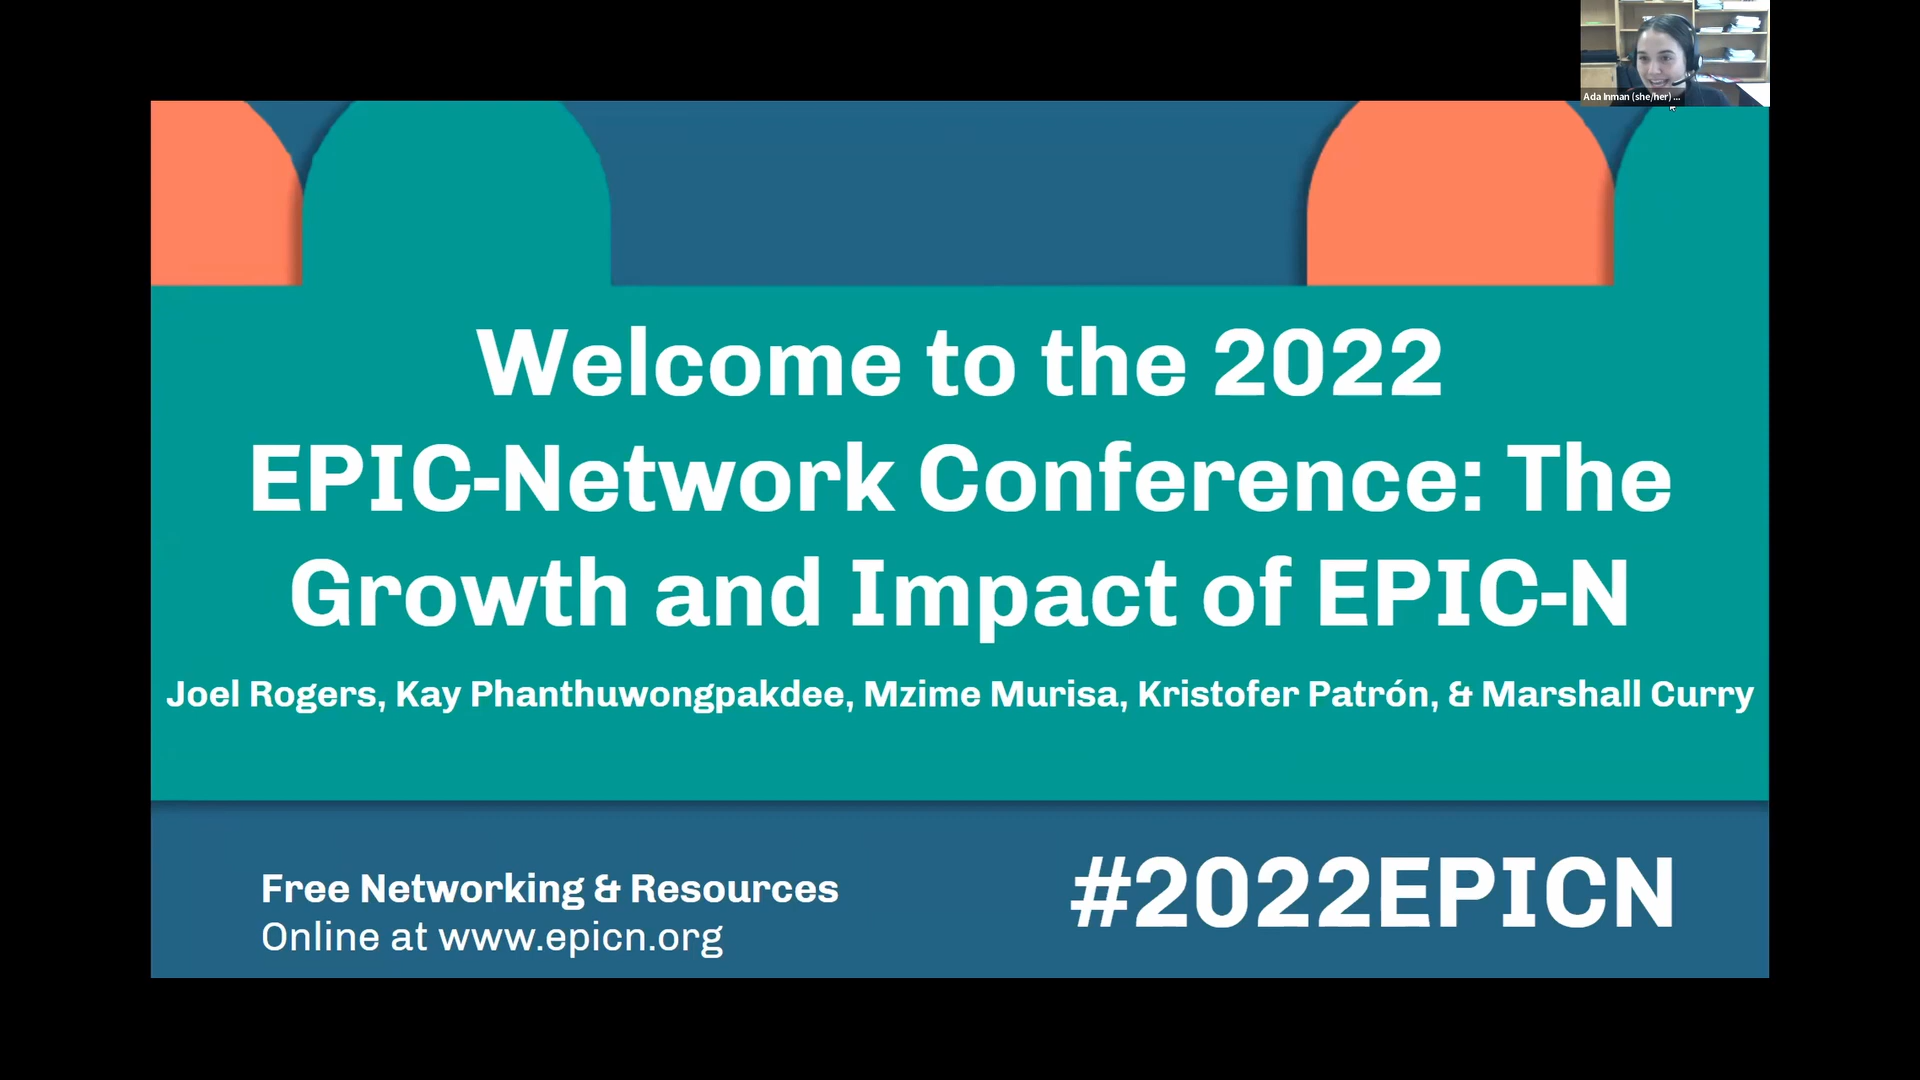 Ada Inman (she/her) ...
Welcome to the 2022
EPIC-Network Conference: The
Growth and Impact of EPIC-N
Joel Rogers, Kay Phanthuwongpakdee, Mzime Murisa, Kristofer Patrón, & Marshall Curry
Free Networking & Resources
Online at www.epicn.org
#2022EPICN